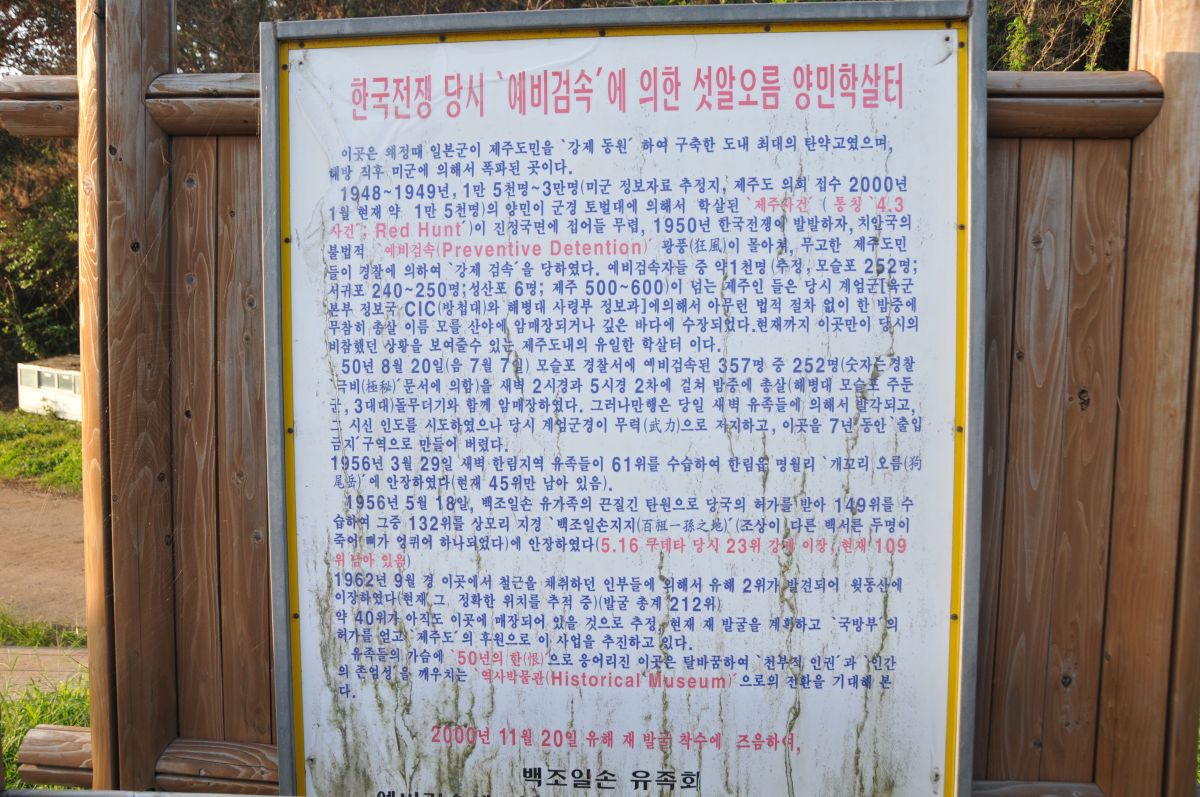 한국전쟁 당시 `예비검속´에 의한 섯알오름 양민학살터
이곳은 왜정때 일본군이 제주도민을 `강제 동원´ 하여 구축한 도내 최대의 탄약고였으며,
해방 직후 미군에 의해서 폭파된 곳이다.
1948~1949년, 1만 5천명~3만명(미군 정보자료 추정지, 제주도 의회 접수 2000년
1월 현재 약 1만 5천명)의 양민이 군경 토벌대에 의해서 학살된 `제주사건´ ( 통칭 `4.3
사건´; Red Hunt´)이 진정국면에 접어들 무렵, 1950년 한국전쟁이 발발하자, 치안국의
불법적 `예비검속(Preventive Detention)´ 광풍(狂風)이 몰아쳐, 무고한 제주도민
들이 경찰에 의하여 `강제 검속´을 당하였다. 예비검속자들 중 약1천명(추정, 모슬포 252명;
서귀포 240~250명; 성산포 6명; 제주 500~600)이 넘는 제주인 들은 당시 계엄군[육군
본부 정보국 CIC(방첩대)와 해병대 사령부 정보과]에의해서 아무런 법적 절차 없이 한 밤중에
무참히 총살 이름 모를 산야에 암매장되거나 깊은 바다에 수장되었다.현재까지 이곳만이 당시의
비참했던 상황을 보여줄수 있는 제주도내의 유일한 학살터 이다.
50년 8월 20일(음 7월 7일) 모슬포 경찰서에 예비검속된 357명 중 252명(숫자는 경찰
`극비(極秘)´문서에 의함)을 새벽 2시경과 5시경 2차에 걸쳐 밤중에 총살(해병대 모슬포 주둔
군, 3대대)돌무더기와 함께 암매장하였다. 그러나만행은 당일 새벽 유족들에 의해서 발각되고,
그 시신 인도를 시도하였으나 당시 계엄군경이 무력(武力)으로 저지하고, 이곳을 7년 동안 `출입
금지´구역으로 만들어 버렸다.
1956년 3월 29일 새벽 한림지역 유족들이 61위를 수습하여 한림읍 명월리 `개꼬리 오름(狗
尾岳)´에 안장하였다(현재 45위만 남아 있음).
1956년 5월 18일, 백조일손 유가족의 끈질긴 탄원으로 당국의 허가를 받아 149위를 수
습하여 그중 132위를 상모리 지경 `백조일손지지(百祖一孫之地)´(조상이 다른 백서른 두명이
죽어 뼈가 엉퀴어 하나되었다)에 안장하였다(5.16 쿠데타 당시 23위 강제 이장, 현재 109
위 남아 있음)
1962년 9월 경 이곳에서 철근을 채취하던 인부들에 의해서 유해 2위가 발견되어 윗동산에
이장하였다(현재 그 정확한 위치를 추적 중)(발굴 총계 212위)
약 40위가 아직도 이곳에 매장되어 있을 것으로 추정, 현재 재 발굴을 계획하고 `국방부´의
허가를 얻고 `제주도´의 후원으로 이 사업을 추진하고 있다.
유족들의 가슴에 `50년의 한(恨)´으로 응어리진 이곳은 탈바꿈하여 `천부적 인권´과 `인간
의 존엄성´을 깨우치는 `역사박물관(Historical Museum)´으로의 전환을 기대해 본
다.
2000년 11월 20일 유해 재 발굴 착수에 즈음하여,
백조일손 유족회